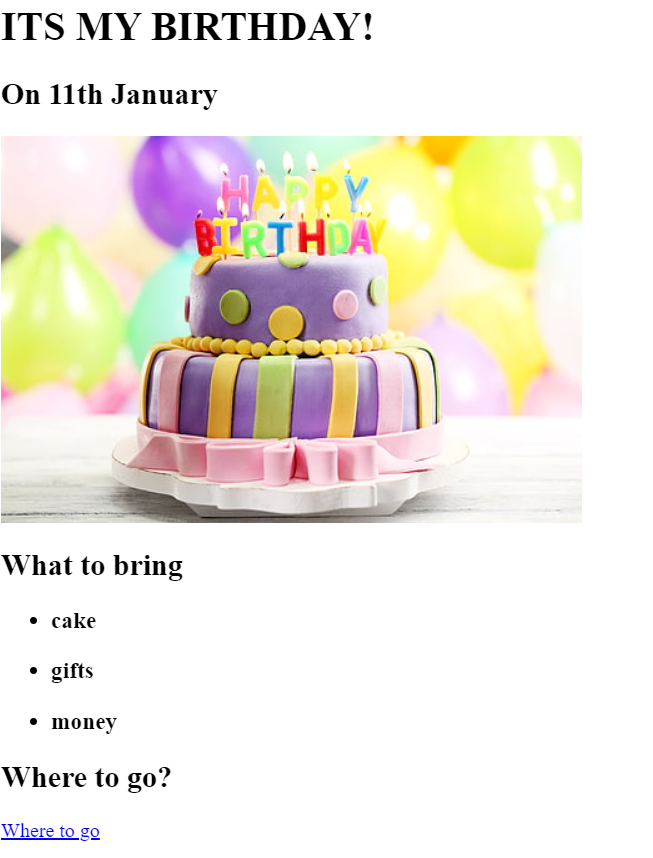 ITS MY BIRTHDAY!
On 11th January
HAPPY
BIRTHDAY
What to bring
cake
gifts
money
Where to go?
Where to go